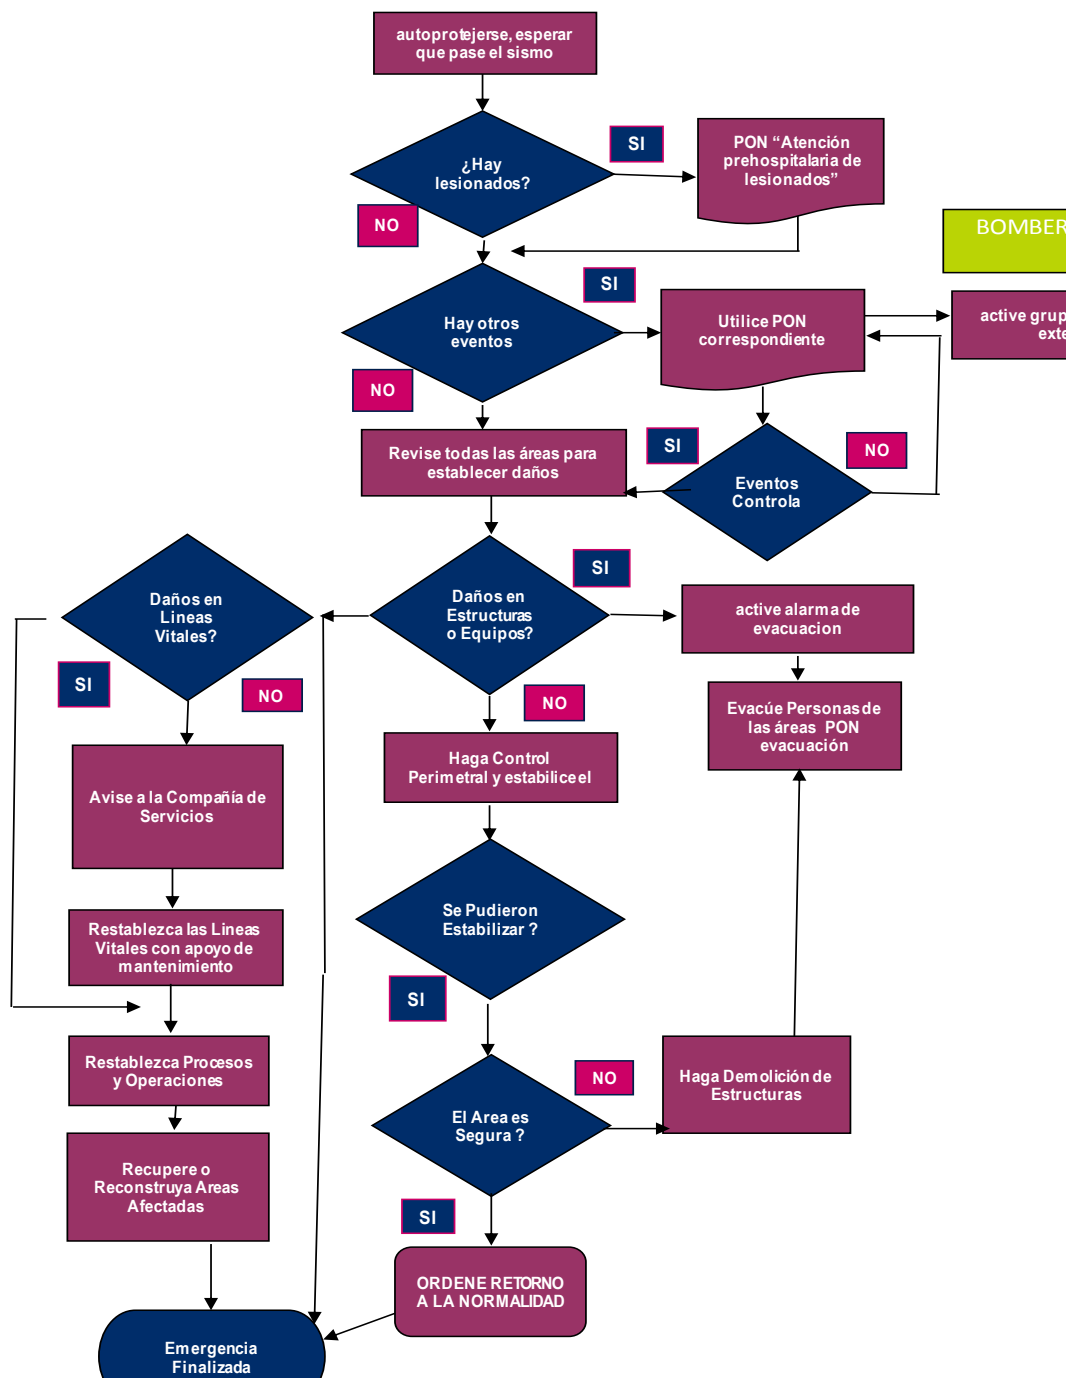 autoprotejerse, esperar
que pase el sismo
¿Hay
lesionados?
SI
PON “Atención
prehospitalaria de
lesionados”
NO
BOMBER
Hay otros
eventos
SI
Utilice PON
correspondiente
active grup
exte
NO
Revise todas las áreas para
establecer daños
SI
Eventos
Controla
NO
Daños en
Lineas
Vitales?
Daños en
Estructuras
o Equipos?
SI
active alarma de
evacuacion
SI
NO
NO
Evacúe Personas de
las áreas PON
evacuación
Avise a la Compañía de
Servicios
Haga Control
Perimetral y estabilice el
Restablezca las Lineas
Vitales con apoyo de
mantenimiento
Se Pudieron
Estabilizar ?
SI
Restablezca Procesos
y Operaciones
El Area es
Segura ?
NO
Haga Demolición de
Estructuras
Recupere o
Reconstruya Areas
Afectadas
SI
ORDENE RETORNO
A LA NORMALIDAD
Emergencia
Finalizada